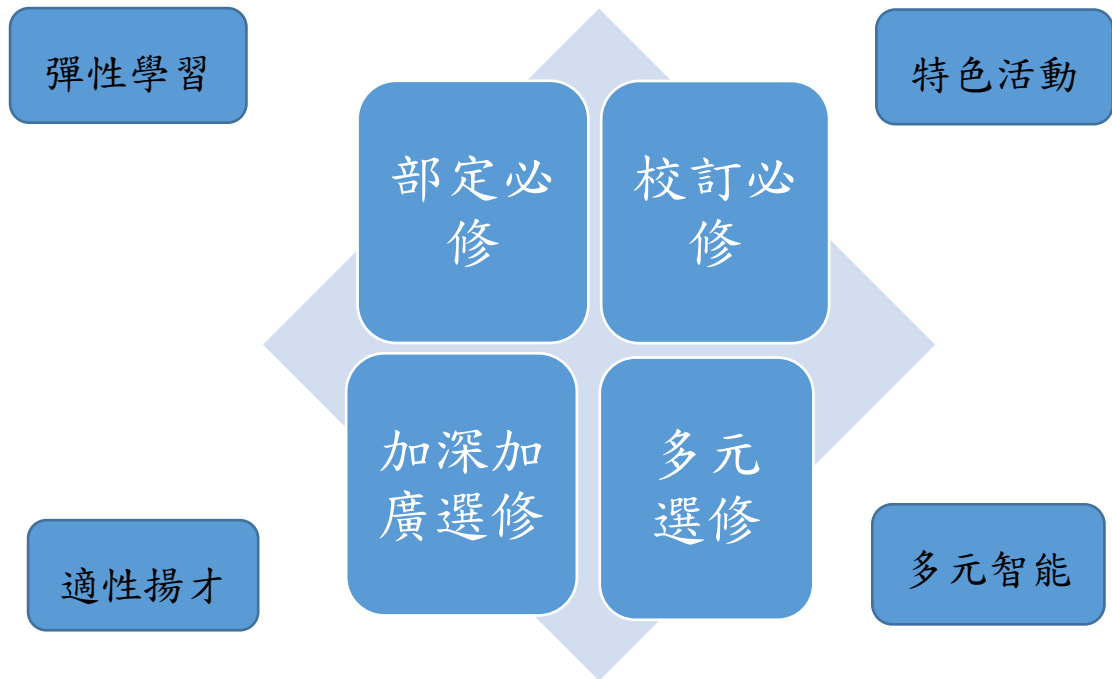 彈性學習
特色活動
部定必
修
校訂必
修
加深加
廣選修
多元
選修
適性揚才
多元智能